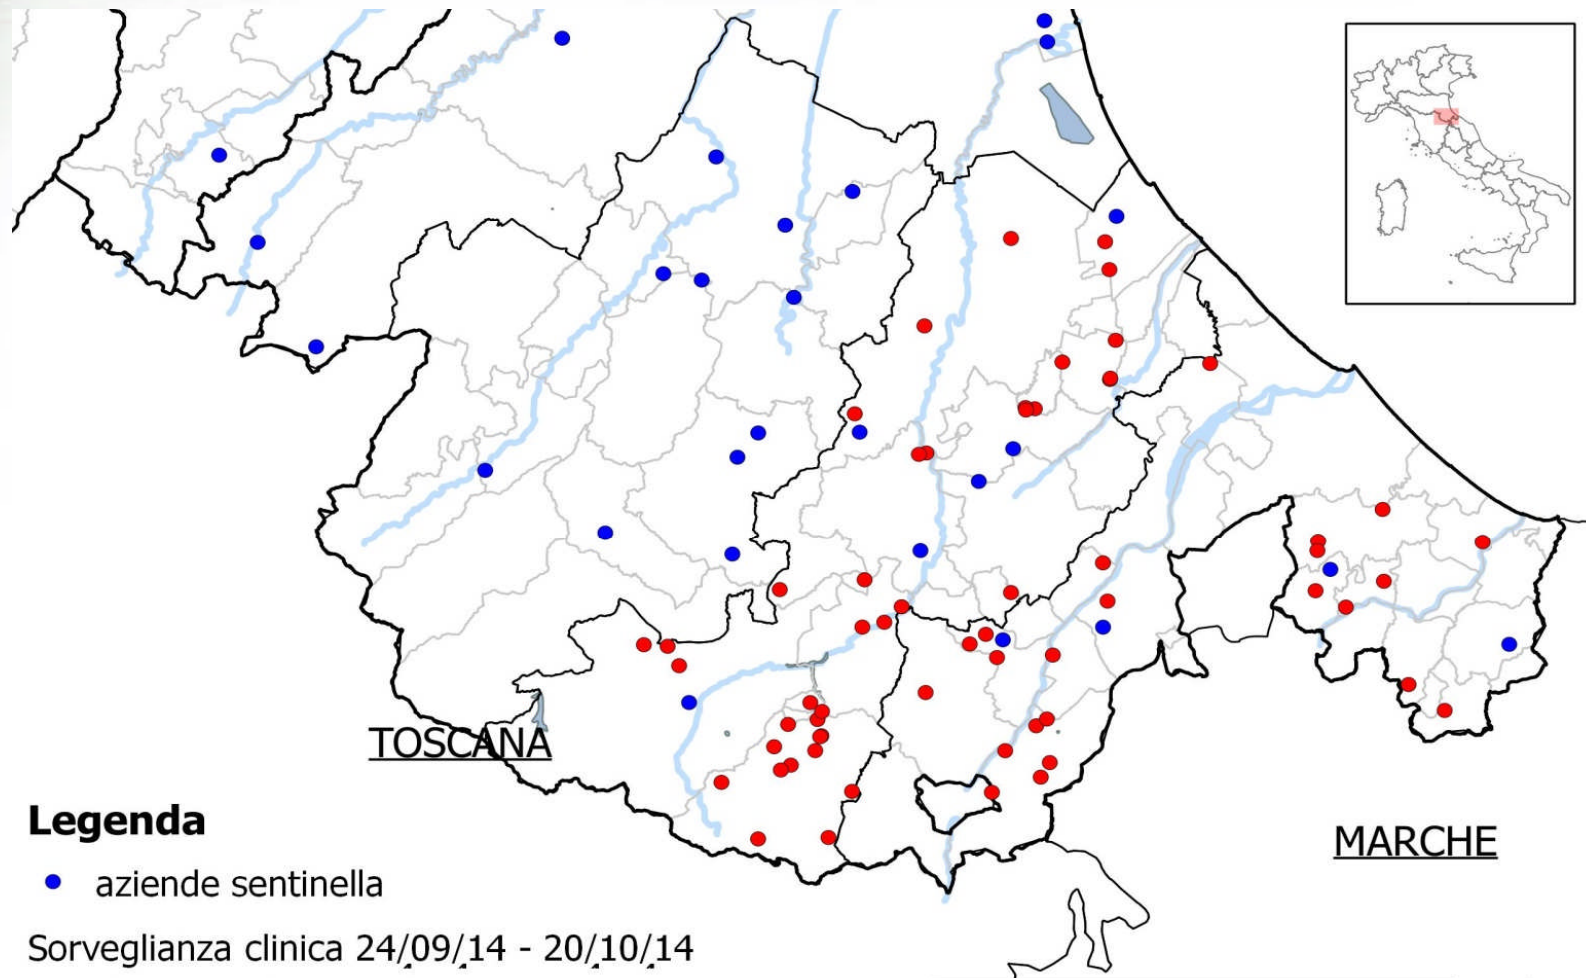 TOSCANA
MARCHE
Legenda
aziende sentinella
Sorveglianza clinica 24/09/14 - 20/10/14